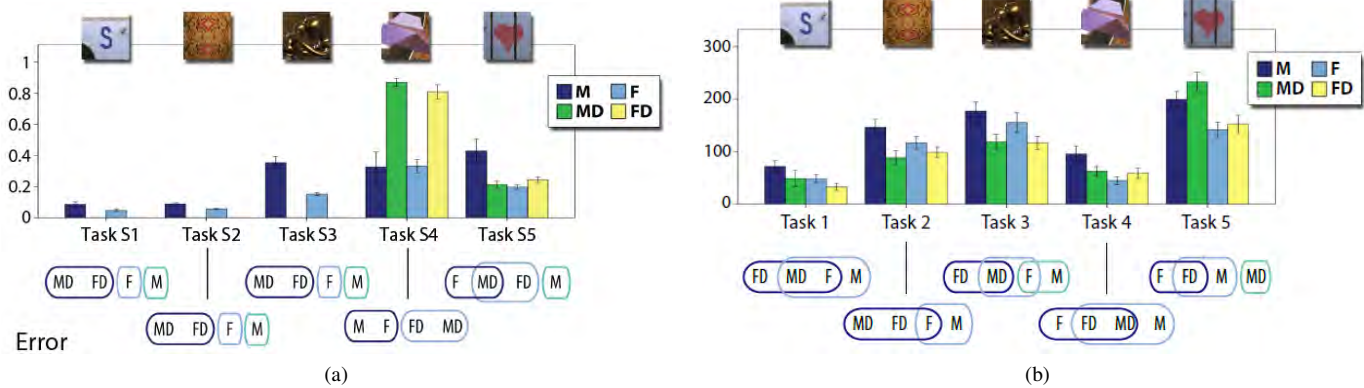 S
1
0.8
0.6
0.4
0.2
0
M F
MD FD
Task S1 Task S2 Task S3 Task S4 Task S5
MD FD F M
MD FD F M
F MD FD M
MD FD F M
M F FD MD
Error
(a)
S
300
200
100
0
M F
MD FD
Task 1 Task 2 Task 3 Task 4 Task 5
FD MD F M
FD MD F M
F FD M MD
MD FD F M
F FD MD M
(b)